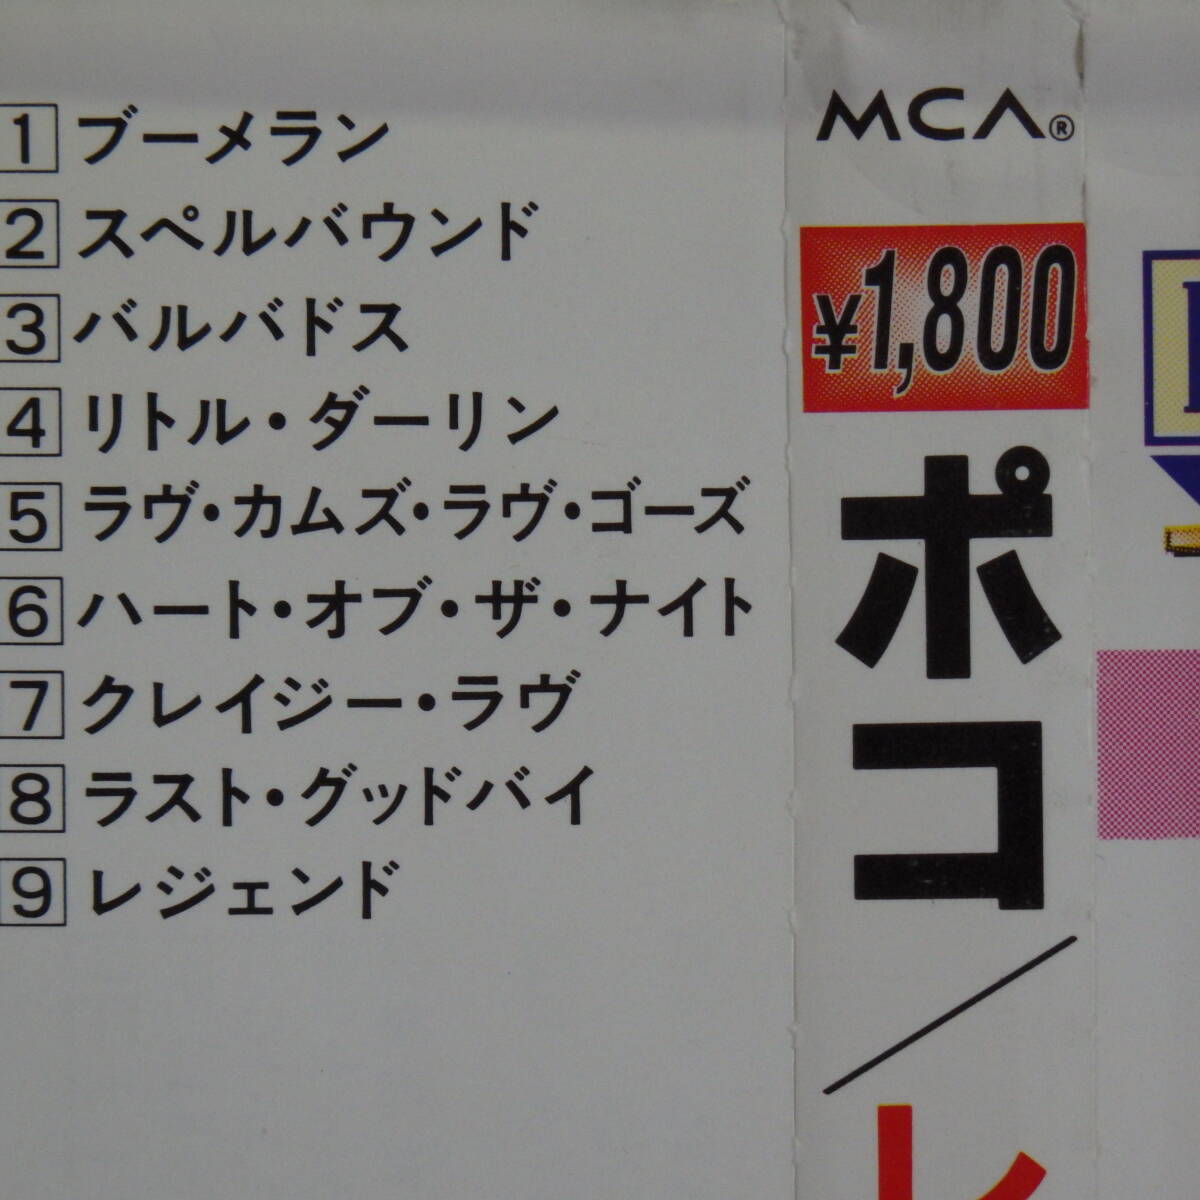 1 ブーメラン
2 スペルバウンド
3 バルバドス
4 リトル・ダーリン
5 ラヴ・カムズ・ラヴ・ゴーズ
6 ハート・オブ・ザ・ナイト
7 クレイジー・ラヴ
8 ラスト・グッドバイ
9 レジェンド
MCA®
¥1,800
ポコ／レ